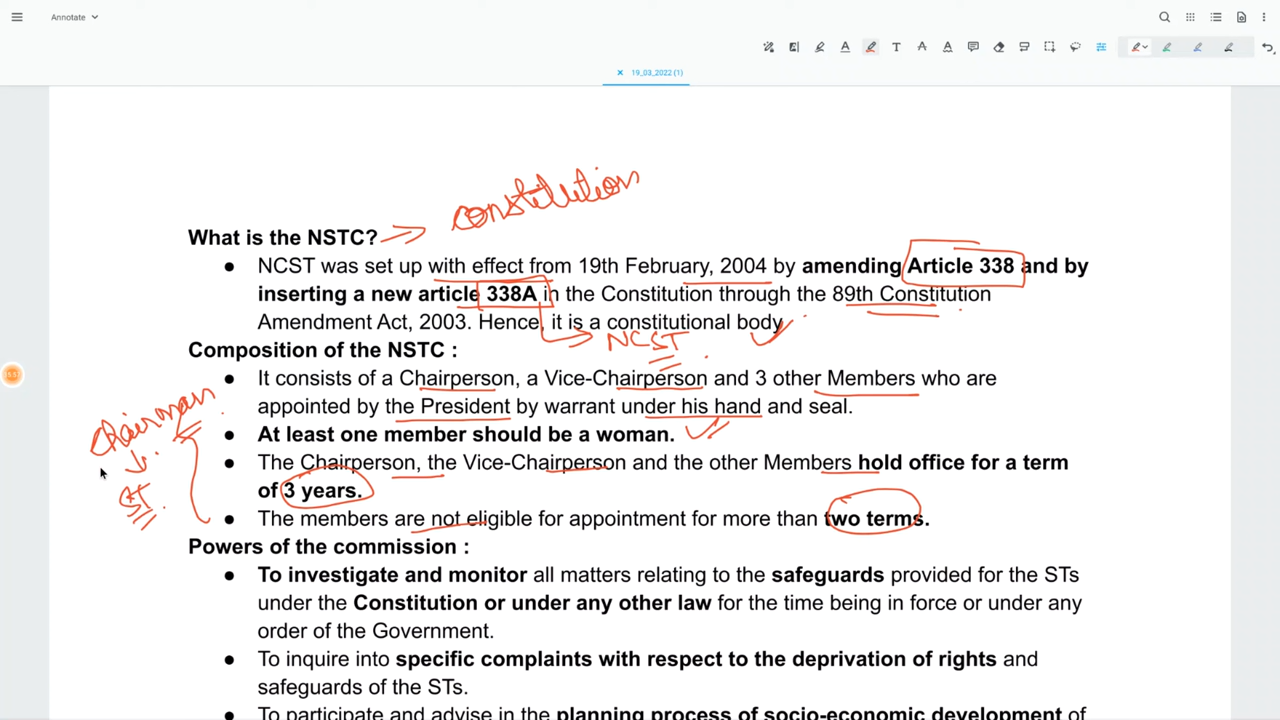 Annotate
19_03_2022 (1)
constitution
What is the NSTC?
● NCST was set up with effect from 19th February, 2004 by amending Article 338 and by
inserting a new article 338A in the Constitution through the 89th Constitution
Amendment Act, 2003. Hence, it is a constitutional body
NCST
Composition of the NSTC :
● It consists of a Chairperson, a Vice-Chairperson and 3 other Members who are
appointed by the President by warrant under his hand and seal.
Chairman
● At least one member should be a woman.
● The Chairperson, the Vice-Chairperson and the other Members hold office for a term
of 3 years.
ST
● The members are not eligible for appointment for more than two terms.
Powers of the commission :
● To investigate and monitor all matters relating to the safeguards provided for the STs
under the Constitution or under any other law for the time being in force or under any
order of the Government.
● To inquire into specific complaints with respect to the deprivation of rights and
safeguards of the STs.
● To participate and advise in the planning process of socio-economic development of